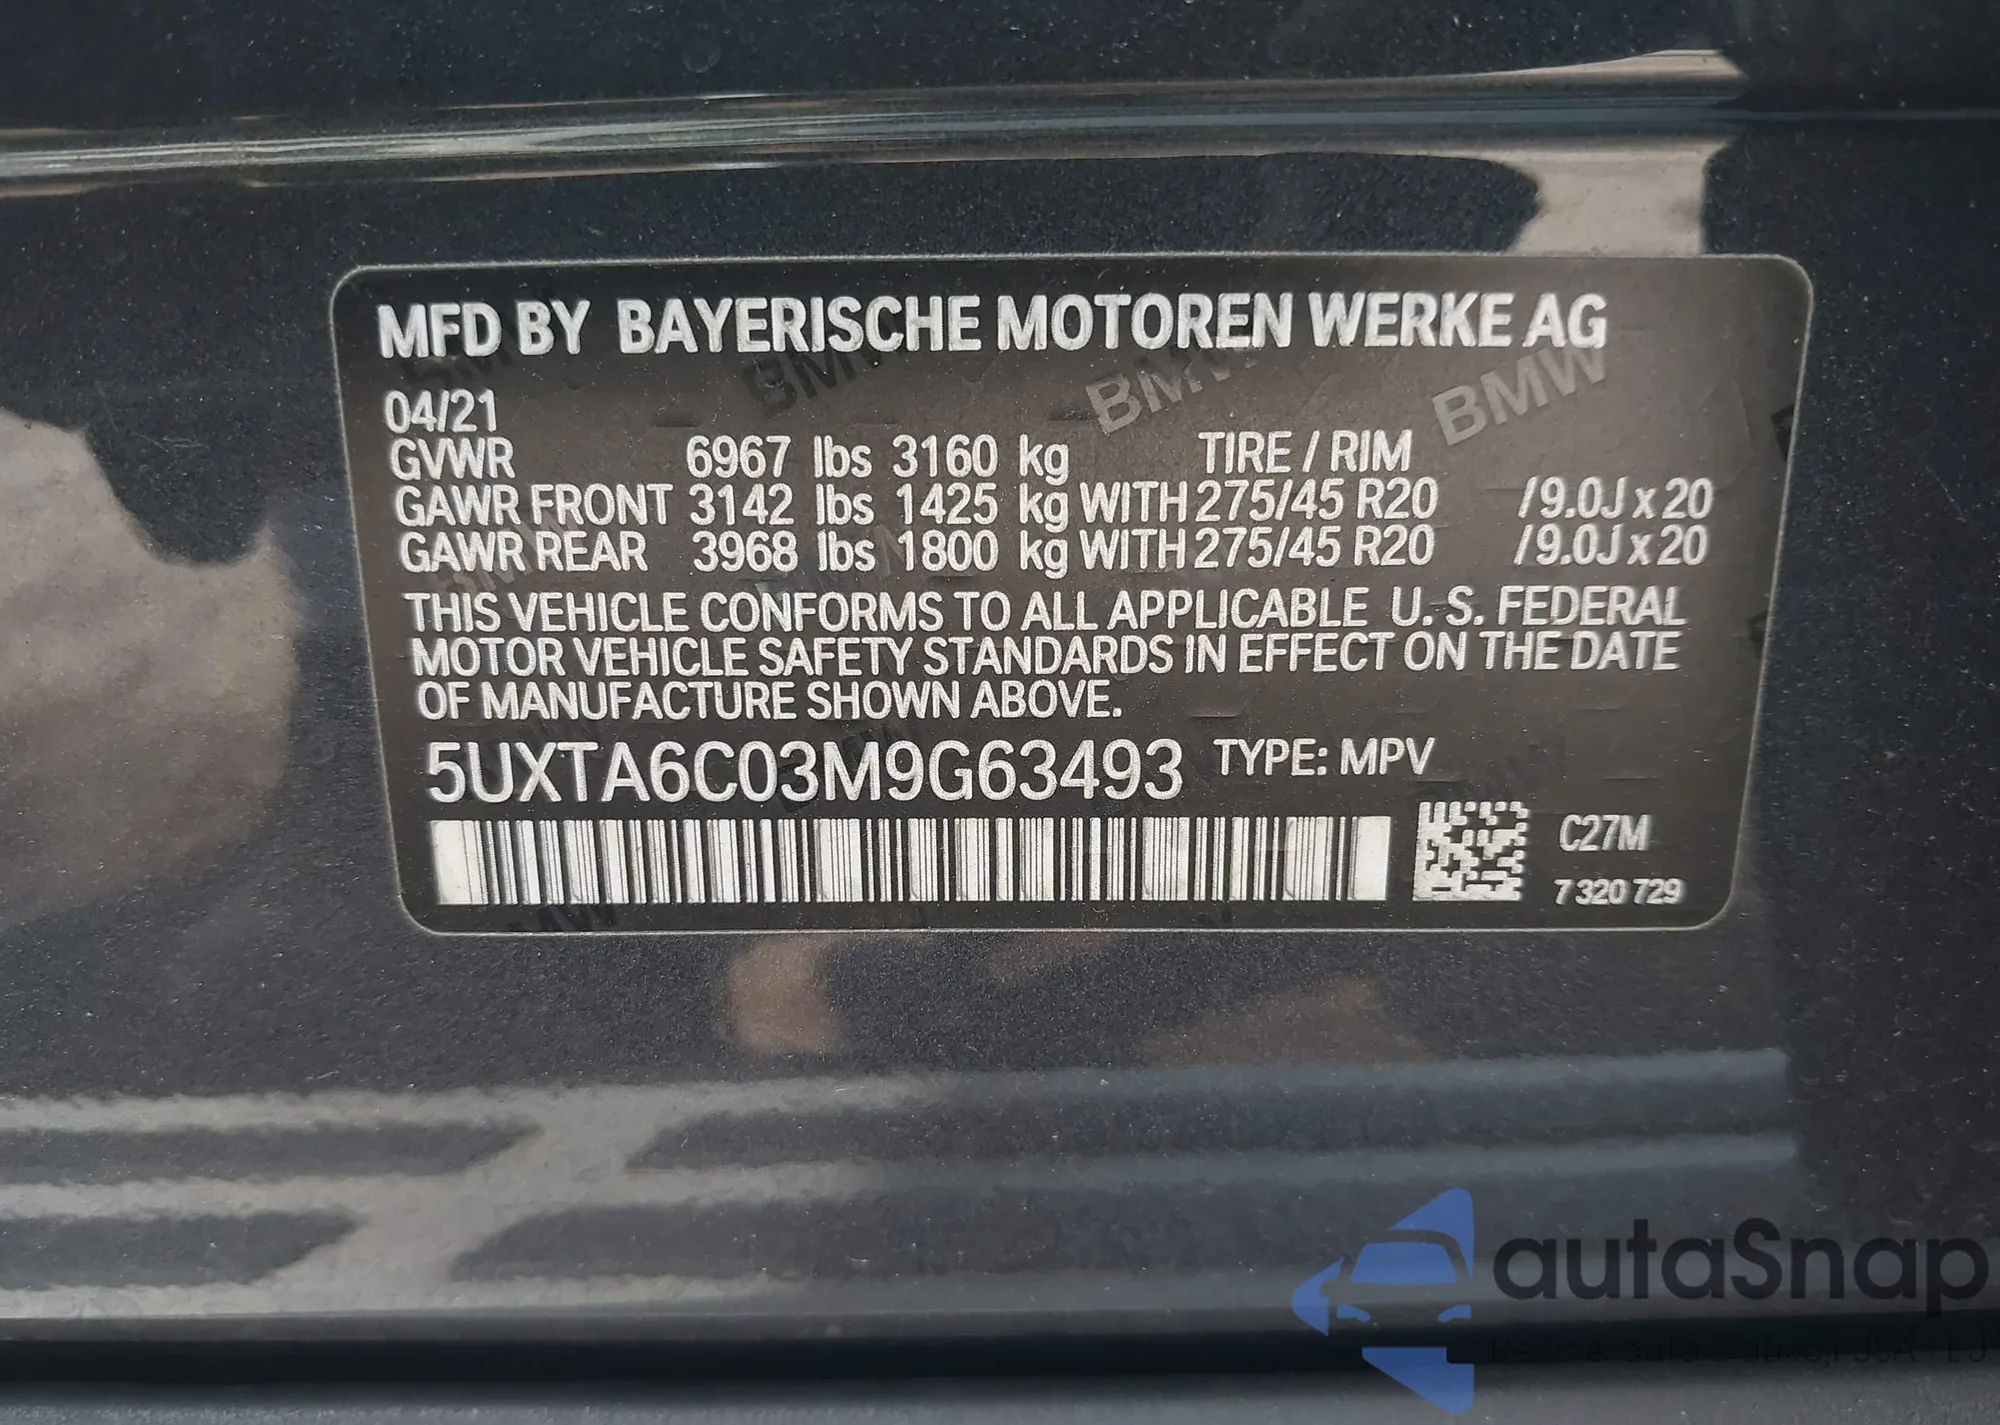 MFD BY BAYERISCHE MOTOREN WERKE AG
04/21
GVWR 6967 lbs 3160 kg TIRE / RIM
GAWR FRONT 3142 lbs 1425 kg WITH 275/45 R20 /9.0J x 20
GAWR REAR 3968 lbs 1800 kg WITH 275/45 R20 /9.0J x 20
THIS VEHICLE CONFORMS TO ALL APPLICABLE U. S. FEDERAL
MOTOR VEHICLE SAFETY STANDARDS IN EFFECT ON THE DATE
OF MANUFACTURE SHOWN ABOVE.
5UXTA6C03M9G63493 TYPE: MPV
C27M
7 320 729
BMW
BMW
BMW
autaSnap